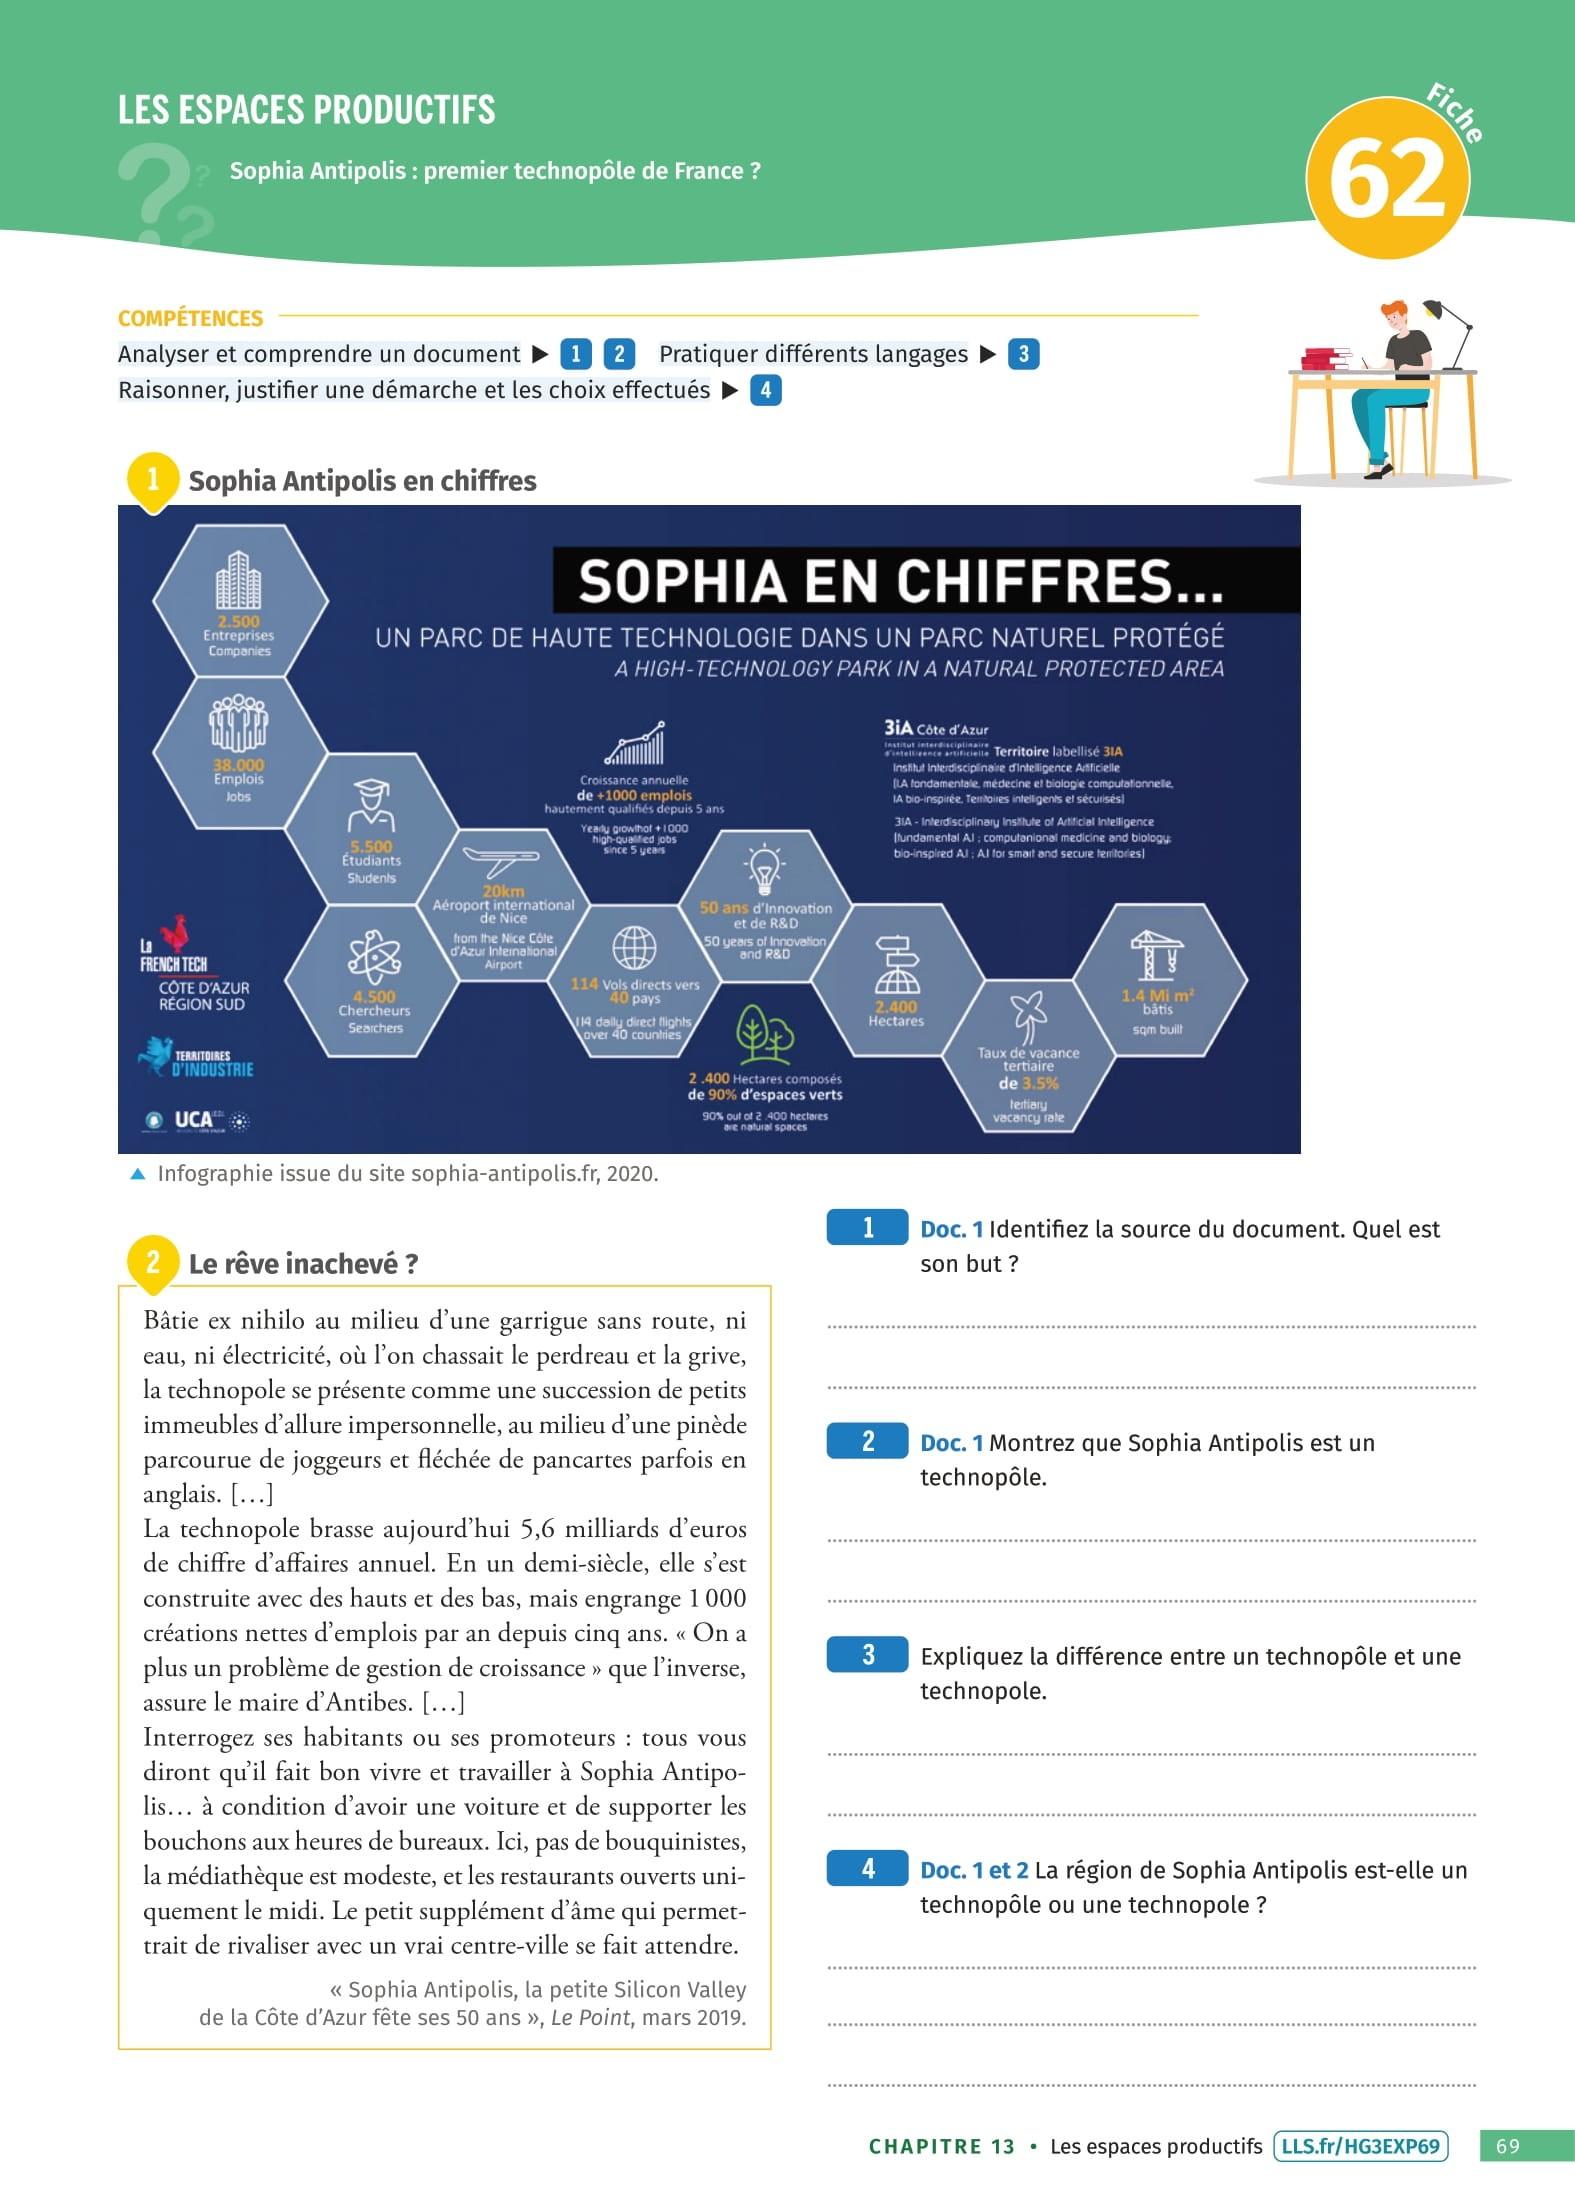 LES ESPACES PRODUCTIFS
Sophia Antipolis : premier technopôle de France ?
Fiche
62
COMPÉTENCES
Analyser et comprendre un document ▶ 1 2 Pratiquer différents langages ▶ 3
Raisonner, justifier une démarche et les choix effectués ▶ 4
1 Sophia Antipolis en chiffres
SOPHIA EN CHIFFRES...
UN PARC DE HAUTE TECHNOLOGIE DANS UN PARC NATUREL PROTÉGÉ
A HIGH-TECHNOLOGY PARK IN A NATURAL PROTECTED AREA
2.500
Entreprises
Companies
38.000
Emplois
Jobs
5.500
Étudiants
Students
4.500
Chercheurs
Searchers
20km
Aéroport international
de Nice
from the Nice Côte
d'Azur International
Airport
Croissance annuelle
de +1000 emplois
hautement qualifiés depuis 5 ans
Yearly growthof +1000
high-qualified jobs
since 5 years
114 Vols directs vers
40 pays
114 daily direct flights
over 40 countries
50 ans d'Innovation
et de R&D
50 years of Innovation
and R&D
3iA Côte d'Azur
Institut interdisciplinaire
d'intelligence artificielle Territoire labellisé 3IA
Institut Interdisciplinaire d'Intelligence Artificielle
(I.A fondamentale, médecine et biologie computationnelle,
IA bio-inspirée, Territoires intelligents et sécurisés)
3IA - Interdisciplinary Institute of Artificial Intelligence
(fundamental A.I ; computanional medicine and biology;
bio-inspired A.I ; A.I for smart and secure territories)
2 .400 Hectares composés
de 90% d'espaces verts
90% out of 2 .400 hectares
are natural spaces
2.400
Hectares
Taux de vacance
tertiaire
de 3.5%
tertiary
vacancy rate
1.4 Mi m²
bâtis
sqm built
La
FRENCH TECH
CÔTE D'AZUR
RÉGION SUD
TERRITOIRES
D'INDUSTRIE
UCA
Infographie issue du site sophia-antipolis.fr, 2020.
2 Le rêve inachevé ?
Bâtie ex nihilo au milieu d'une garrigue sans route, ni
eau, ni électricité, où l'on chassait le perdreau et la grive,
la technopole se présente comme une succession de petits
immeubles d'allure impersonnelle, au milieu d'une pinède
parcourue de joggeurs et fléchée de pancartes parfois en
anglais. […]
La technopole brasse aujourd'hui 5,6 milliards d'euros
de chiffre d'affaires annuel. En un demi-siècle, elle s'est
construite avec des hauts et des bas, mais engrange 1 000
créations nettes d'emplois par an depuis cinq ans. « On a
plus un problème de gestion de croissance » que l'inverse,
assure le maire d'Antibes. […]
Interrogez ses habitants ou ses promoteurs : tous vous
diront qu'il fait bon vivre et travailler à Sophia Antipo-
lis… à condition d'avoir une voiture et de supporter les
bouchons aux heures de bureaux. Ici, pas de bouquinistes,
la médiathèque est modeste, et les restaurants ouverts uni-
quement le midi. Le petit supplément d'âme qui permet-
trait de rivaliser avec un vrai centre-ville se fait attendre.
« Sophia Antipolis, la petite Silicon Valley
de la Côte d'Azur fête ses 50 ans », Le Point, mars 2019.
1 Doc. 1 Identifiez la source du document. Quel est
son but ?
2 Doc. 1 Montrez que Sophia Antipolis est un
technopôle.
3 Expliquez la différence entre un technopôle et une
technopole.
4 Doc. 1 et 2 La région de Sophia Antipolis est-elle un
technopôle ou une technopole ?
CHAPITRE 13 • Les espaces productifs LLS.fr/HG3EXP69 69